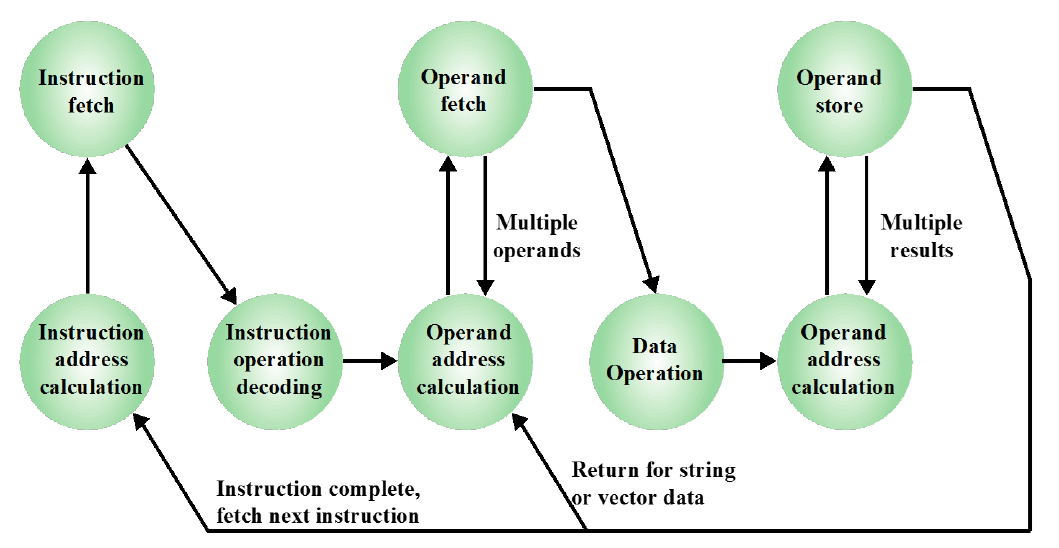 Instruction
fetch
Operand
fetch
Operand
store
Multiple
operands
Multiple
results
Instruction
address
calculation
Instruction
operation
decoding
Operand
address
calculation
Data
Operation
Operand
address
calculation
Instruction complete,
fetch next instruction
Return for string
or vector data